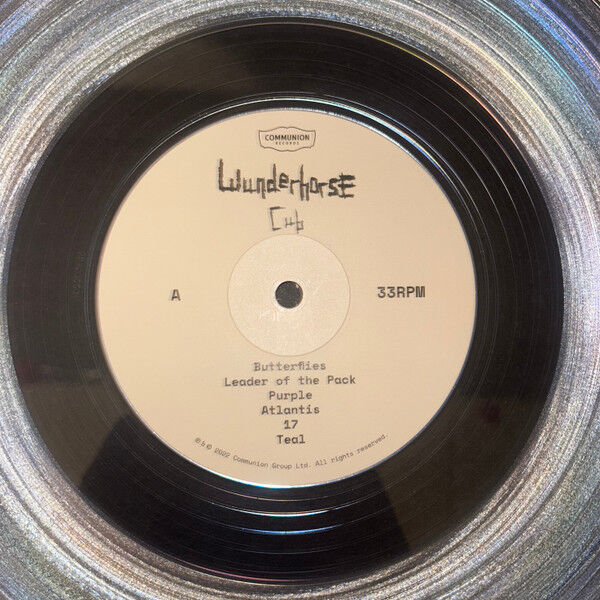 COMMUNION
RECORDS
WunderhorsE
Cub
A
33RPM
Butterflies
Leader of the Pack
Purple
Atlantis
17
Teal
℗ & © 2022 Communion Group Ltd. All rights reserved.